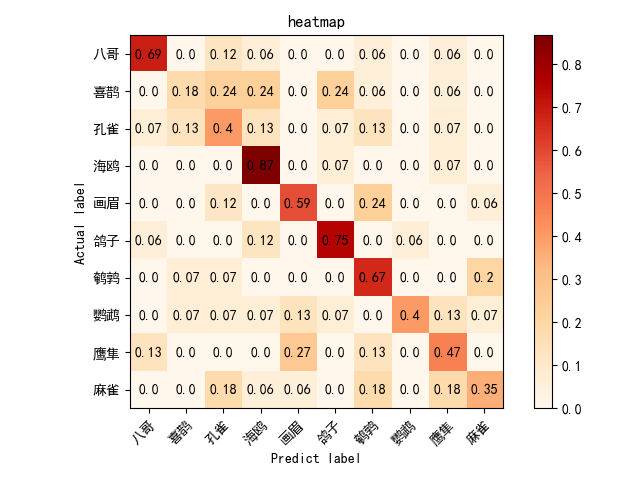 heatmap
八哥 0.69 0.0 0.12 0.06 0.0 0.0 0.06 0.0 0.06 0.0
喜鹊 0.0 0.18 0.24 0.24 0.0 0.24 0.06 0.0 0.06 0.0
孔雀 0.07 0.13 0.4 0.13 0.0 0.07 0.13 0.0 0.07 0.0
海鸥 0.0 0.0 0.0 0.87 0.0 0.07 0.0 0.0 0.07 0.0
画眉 0.0 0.0 0.12 0.0 0.59 0.0 0.24 0.0 0.0 0.06
鸽子 0.06 0.0 0.0 0.12 0.0 0.75 0.0 0.06 0.0 0.0
鹌鹑 0.0 0.07 0.07 0.0 0.0 0.0 0.67 0.0 0.0 0.2
鹦鹉 0.0 0.07 0.07 0.07 0.13 0.07 0.0 0.4 0.13 0.07
鹰隼 0.13 0.0 0.0 0.0 0.27 0.0 0.13 0.0 0.47 0.0
麻雀 0.0 0.0 0.18 0.06 0.06 0.0 0.18 0.0 0.18 0.35
八哥 喜鹊 孔雀 海鸥 画眉 鸽子 鹌鹑 鹦鹉 鹰隼 麻雀
Predict label
Actual label
0.8
0.7
0.6
0.5
0.4
0.3
0.2
0.1
0.0